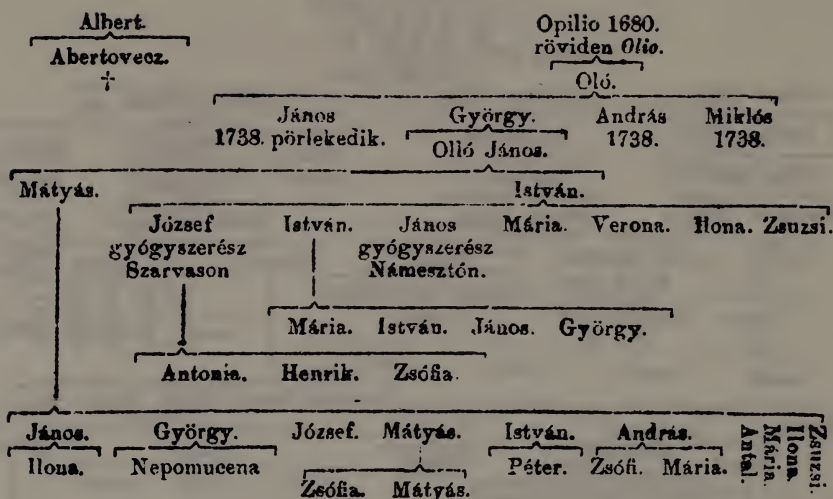 Albert.
Abertovecz.
†
Opilio 1680.
röviden Olio.
Oló.
János
1738. pörlekedik.
György.
András
1738.
Miklós
1738.
Olló János.
Mátyás.
István.
József
gyógyszerész
Szarvason
István.
János
gyógyszerész
Námesztón.
Mária.
Verona.
Ilona.
Zsuzsi.
Mária. István. János. György.
Antonia. Henrik. Zsófia.
János. György. József. Mátyás. István. András.
Antal.
Mária.
Ilona
Zsuzsi.
Ilona. Nepomucena Péter. Zsófi. Mária.
Zsófia. Mátyás.